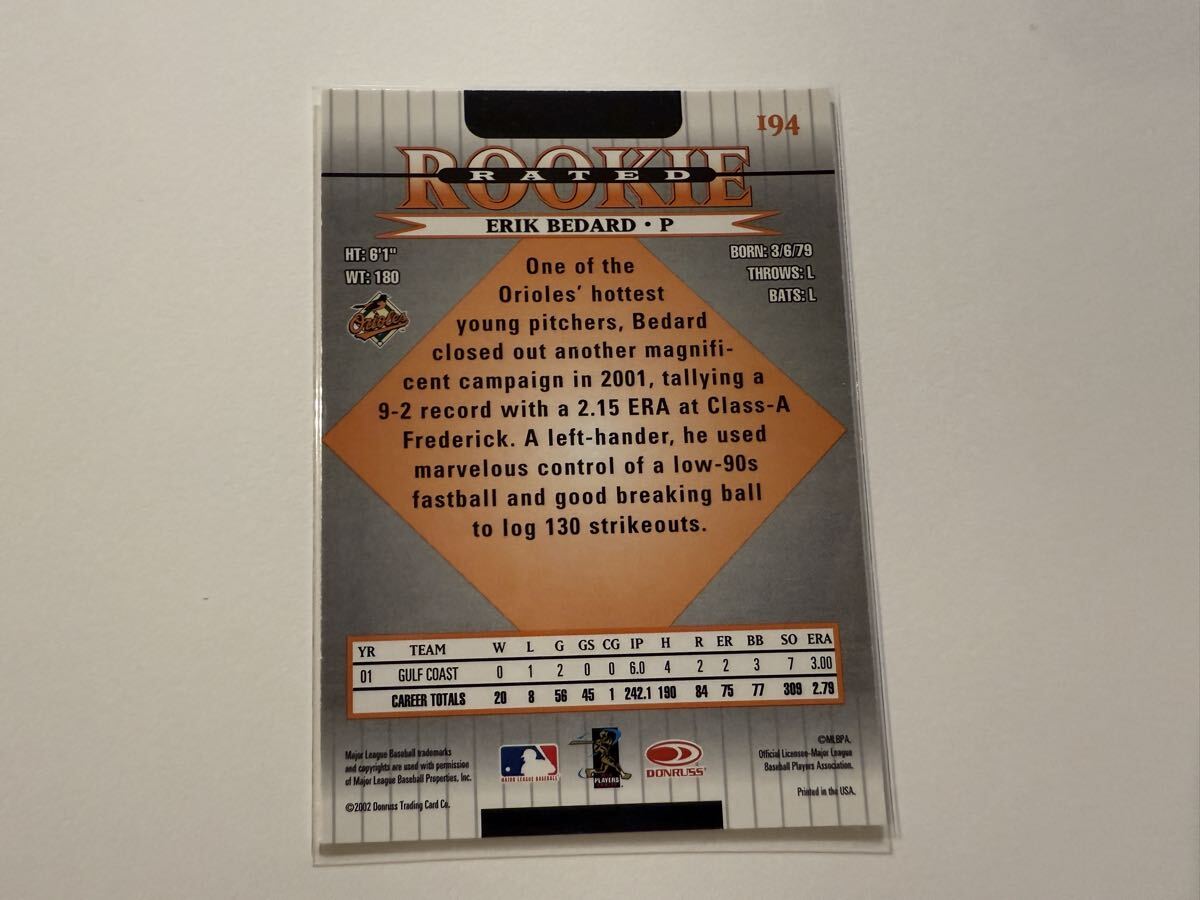 194
ROOKIE
RATED
ERIK BEDARD • P
HT: 6'1"
WT: 180
Orioles
BORN: 3/6/79
THROWS: L
BATS: L
One of the
Orioles' hottest
young pitchers, Bedard
closed out another magnifi-
cent campaign in 2001, tallying a
9-2 record with a 2.15 ERA at Class-A
Frederick. A left-hander, he used
marvelous control of a low-90s
fastball and good breaking ball
to log 130 strikeouts.
YR TEAM W L G GS CG IP H R ER BB SO ERA
01 GULF COAST 0 1 2 0 0 6.0 4 2 2 3 7 3.00
CAREER TOTALS 20 8 56 45 1 242.1 190 84 75 77 309 2.79
Major League Baseball trademarks
and copyrights are used with permission
of Major League Baseball Properties, Inc.
©2002 Donruss Trading Card Co.
MAJOR LEAGUE BASEBALL
PLAYERS
DONRUSS
©MLBPA
Official Licensee-Major League
Baseball Players Association.
Printed in the USA.